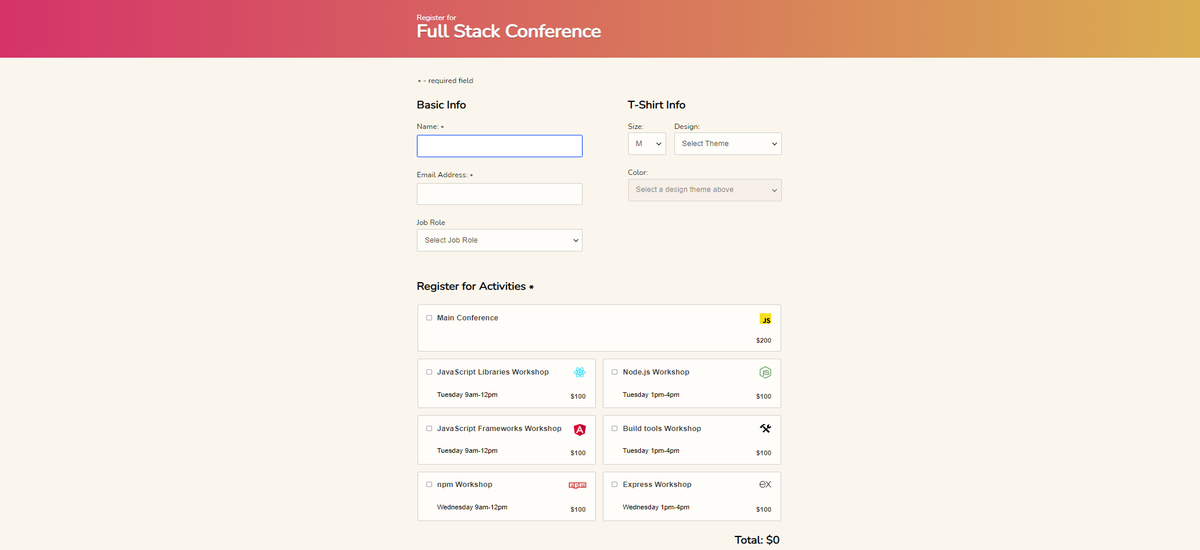 Register for
Full Stack Conference
* - required field
Basic Info
Name: *
Email Address: *
Job Role
Select Job Role
T-Shirt Info
Size:
Design:
M
Select Theme
Color:
Select a design theme above
Register for Activities *
Main Conference
JS
$200
JavaScript Libraries Workshop
Tuesday 9am-12pm
$100
Node.js Workshop
JS
Tuesday 1pm-4pm
$100
JavaScript Frameworks Workshop
A
Tuesday 9am-12pm
$100
Build tools Workshop
Tuesday 1pm-4pm
$100
npm Workshop
npm
Wednesday 9am-12pm
$100
Express Workshop
ex
Wednesday 1pm-4pm
$100
Total: $0